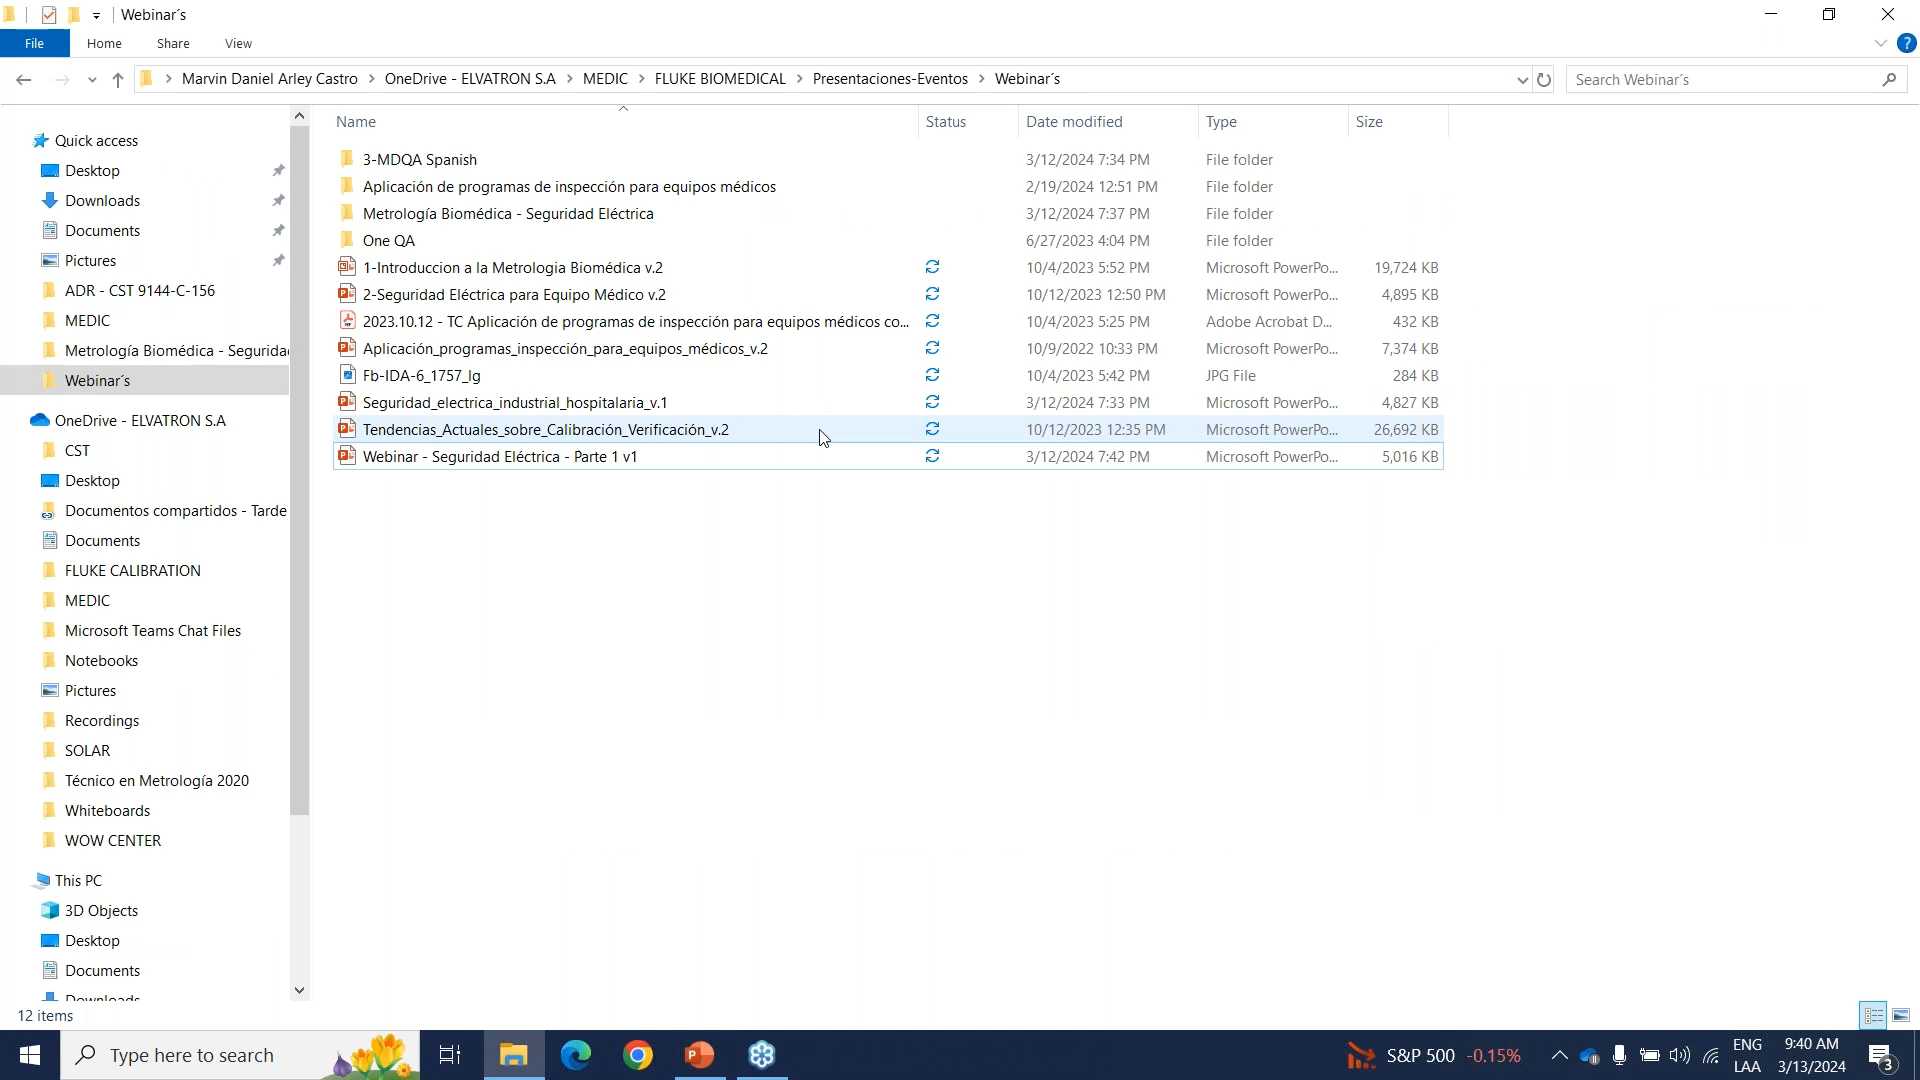 Webinar´s
File Home Share View
Marvin Daniel Arley Castro OneDrive - ELVATRON S.A MEDIC FLUKE BIOMEDICAL Presentaciones-Eventos Webinar´s Search Webinar´s
Name Status Date modified Type Size
Quick access
Desktop
Downloads
Documents
Pictures
ADR - CST 9144-C-156
MEDIC
Metrología Biomédica - Segurida
Webinar´s
OneDrive - ELVATRON S.A
CST
Desktop
Documentos compartidos - Tarde
Documents
FLUKE CALIBRATION
MEDIC
Microsoft Teams Chat Files
Notebooks
Pictures
Recordings
SOLAR
Técnico en Metrología 2020
Whiteboards
WOW CENTER
This PC
3D Objects
Desktop
Documents
Downloads
3-MDQA Spanish 3/12/2024 7:34 PM File folder
Aplicación de programas de inspección para equipos médicos 2/19/2024 12:51 PM File folder
Metrología Biomédica - Seguridad Eléctrica 3/12/2024 7:37 PM File folder
One QA 6/27/2023 4:04 PM File folder
1-Introduccion a la Metrologia Biomédica v.2 10/4/2023 5:52 PM Microsoft PowerPo... 19,724 KB
2-Seguridad Eléctrica para Equipo Médico v.2 10/12/2023 12:50 PM Microsoft PowerPo... 4,895 KB
2023.10.12 - TC Aplicación de programas de inspección para equipos médicos co... 10/4/2023 5:25 PM Adobe Acrobat D... 432 KB
Aplicación_programas_inspección_para_equipos_médicos_v.2 10/9/2022 10:33 PM Microsoft PowerPo... 7,374 KB
Fb-IDA-6_1757_lg 10/4/2023 5:42 PM JPG File 284 KB
Seguridad_electrica_industrial_hospitalaria_v.1 3/12/2024 7:33 PM Microsoft PowerPo... 4,827 KB
Tendencias_Actuales_sobre_Calibración_Verificación_v.2 10/12/2023 12:35 PM Microsoft PowerPo... 26,692 KB
Webinar - Seguridad Eléctrica - Parte 1 v1 3/12/2024 7:42 PM Microsoft PowerPo... 5,016 KB
12 items
Type here to search S&P 500 -0.15% ENG 9:40 AM
LAA 3/13/2024 3